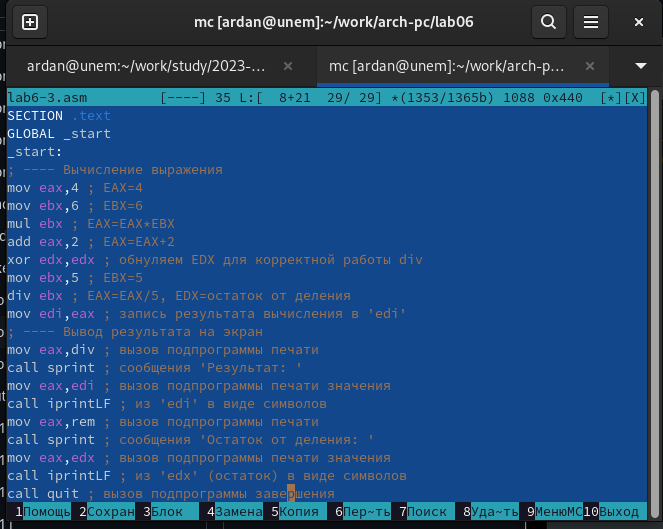 mc [ardan@unem]:~/work/arch-pc/lab06
ardan@unem:~/work/study/2023-...
mc [ardan@unem]:~/work/arch-p...
lab6-3.asm [----] 35 L:[ 8+21 29/ 29] *(1353/1365b) 1088 0x440 [*][X]
SECTION .text
GLOBAL _start
_start:
; ---- Вычисление выражения
mov eax,4 ; EAX=4
mov ebx,6 ; EBX=6
mul ebx ; EAX=EAX*EBX
add eax,2 ; EAX=EAX+2
xor edx,edx ; обнуляем EDX для корректной работы div
mov ebx,5 ; EBX=5
div ebx ; EAX=EAX/5, EDX=остаток от деления
mov edi,eax ; запись результата вычисления в 'edi'
; ---- Вывод результата на экран
mov eax,div ; вызов подпрограммы печати
call sprint ; сообщения 'Результат: '
mov eax,edi ; вызов подпрограммы печати значения
call iprintLF ; из 'edi' в виде символов
mov eax,rem ; вызов подпрограммы печати
call sprint ; сообщения 'Остаток от деления: '
mov eax,edx ; вызов подпрограммы печати значения
call iprintLF ; из 'edx' (остаток) в виде символов
call quit ; вызов подпрограммы завершения
1Помощь 2Сохран 3Блок 4Замена 5Копия 6Пер~ть 7Поиск 8Уда~ть 9МенюMC 10Выход